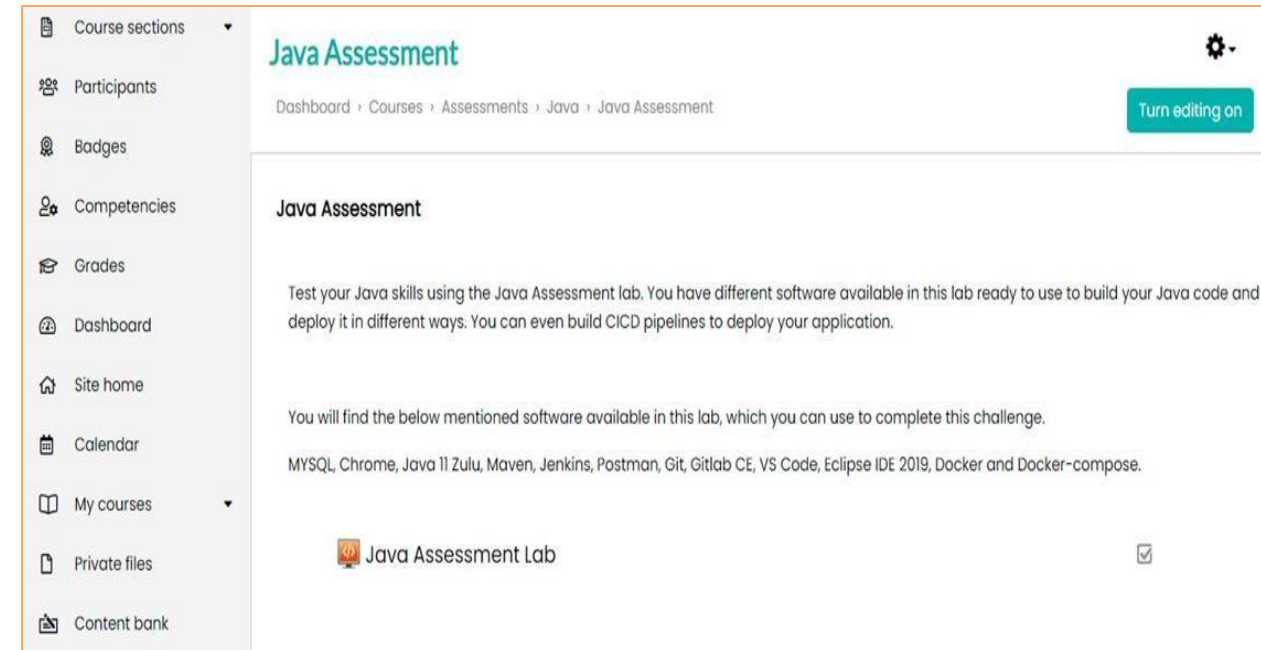 Course sections
Participants
Badges
Competencies
Grades
Dashboard
Site home
Calendar
My courses
Private files
Content bank
Java Assessment
Dashboard › Courses › Assessments › Java › Java Assessment
Turn editing on
Java Assessment
Test your Java skills using the Java Assessment lab. You have different software available in this lab ready to use to build your Java code and
deploy it in different ways. You can even build CICD pipelines to deploy your application.
You will find the below mentioned software available in this lab, which you can use to complete this challenge.
MYSQL, Chrome, Java 11 Zulu, Maven, Jenkins, Postman, Git, Gitlab CE, VS Code, Eclipse IDE 2019, Docker and Docker-compose.
Java Assessment Lab